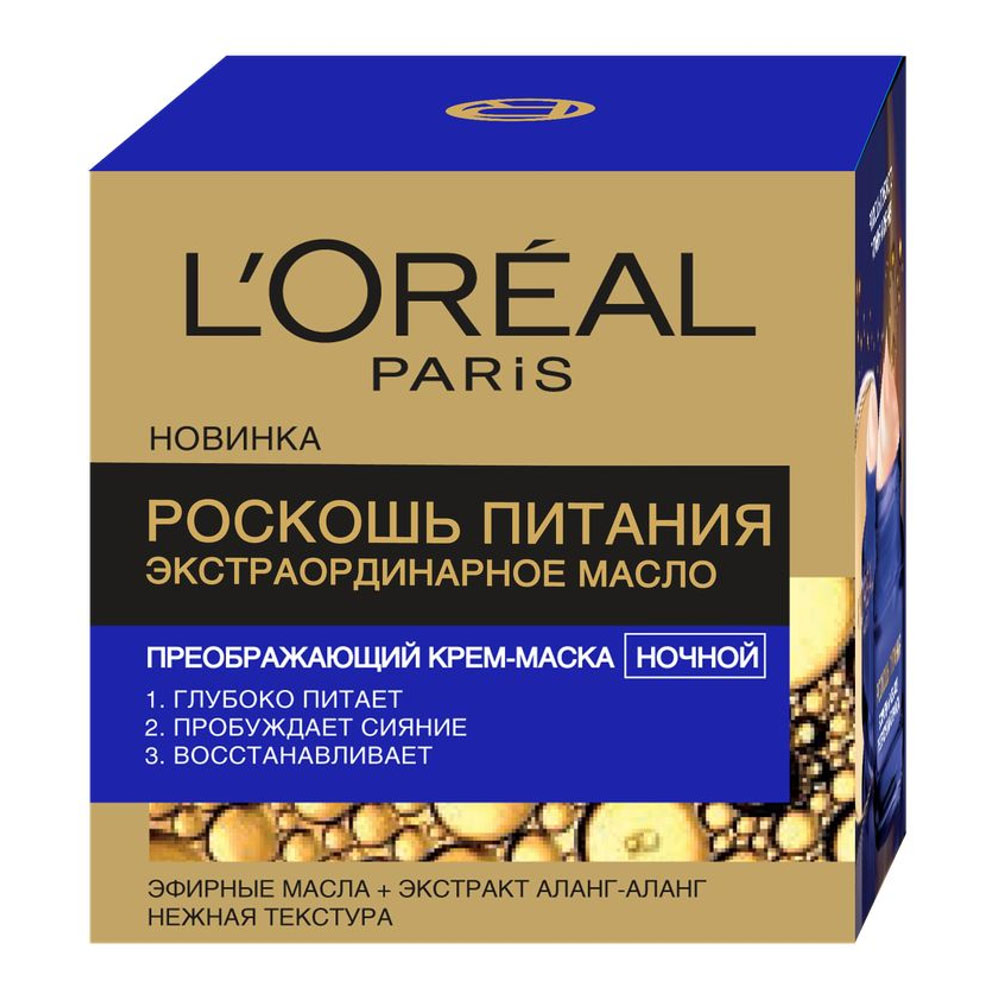 L'ORÉAL
PARiS
НОВИНКА
РОСКОШЬ ПИТАНИЯ
ЭКСТРАОРДИНАРНОЕ МАСЛО
ПРЕОБРАЖАЮЩИЙ КРЕМ-МАСКА НОЧНОЙ
1. ГЛУБОКО ПИТАЕТ
2. ПРОБУЖДАЕТ СИЯНИЕ
3. ВОССТАНАВЛИВАЕТ
ЭФИРНЫЕ МАСЛА + ЭКСТРАКТ АЛАНГ-АЛАНГ
НЕЖНАЯ ТЕКСТУРА